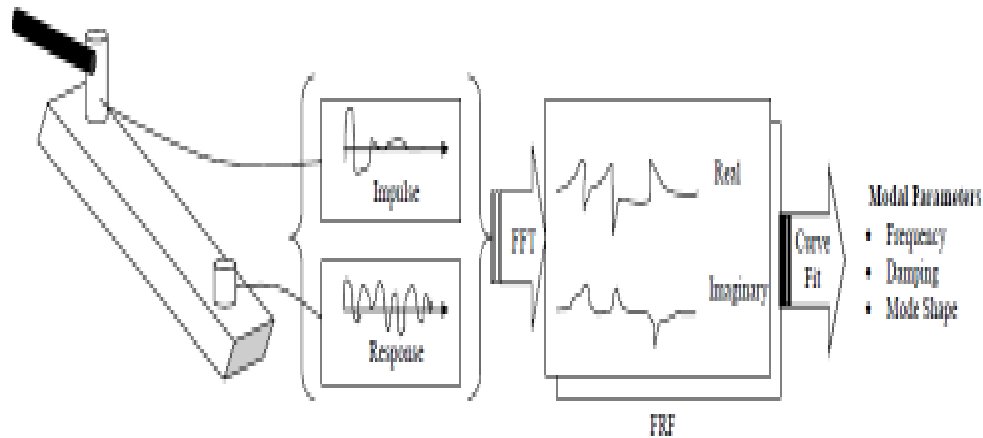 Impulse
Response
FFT
Real
Imaginary
FRF
Curve
Fit
Modal Parameters
• Frequency
• Damping
• Mode Shape